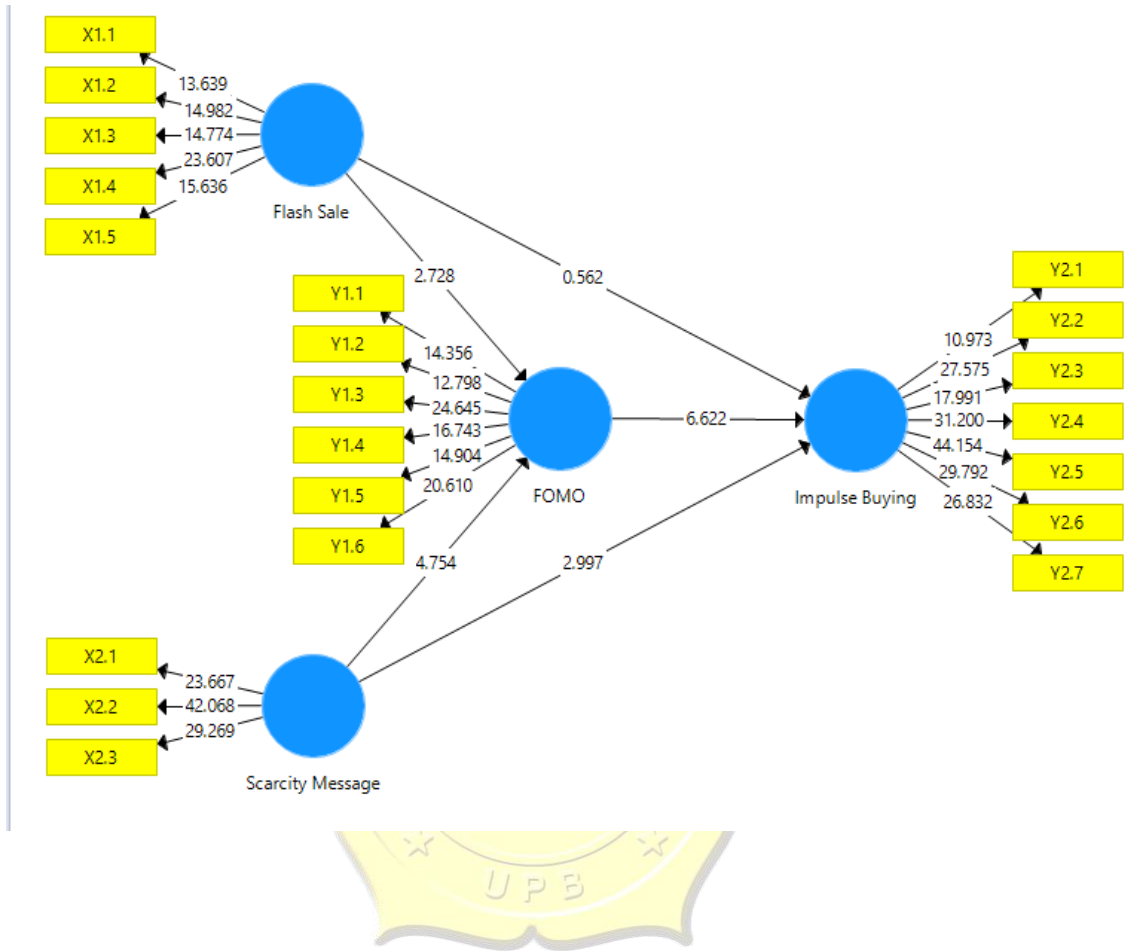 X1.1
X1.2
X1.3
X1.4
X1.5
13.639
14.982
14.774
23.607
15.636
Flash Sale
2.728
0.562
Y1.1
Y1.2
Y1.3
Y1.4
Y1.5
Y1.6
14.356
12.798
24.645
16.743
14.904
20.610
FOMO
6.622
4.754
2.997
Y2.1
Y2.2
Y2.3
Y2.4
Y2.5
Y2.6
Y2.7
10.973
27.575
17.991
31.200
44.154
29.792
26.832
Impulse Buying
X2.1
X2.2
X2.3
23.667
42.068
29.269
Scarcity Message
UPB